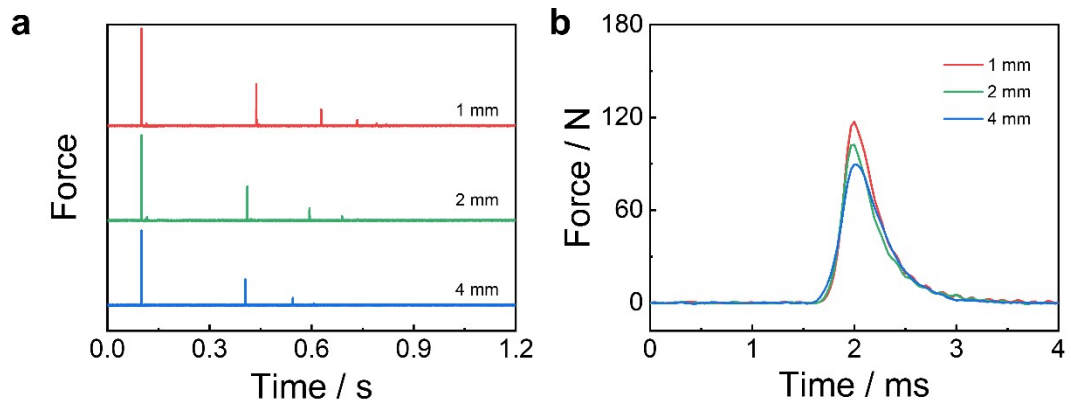 a
Force
1 mm
2 mm
4 mm
0.0 0.3 0.6 0.9 1.2
Time / s
b
Force / N
180
120
60
0
1 mm
2 mm
4 mm
0 1 2 3 4
Time / ms